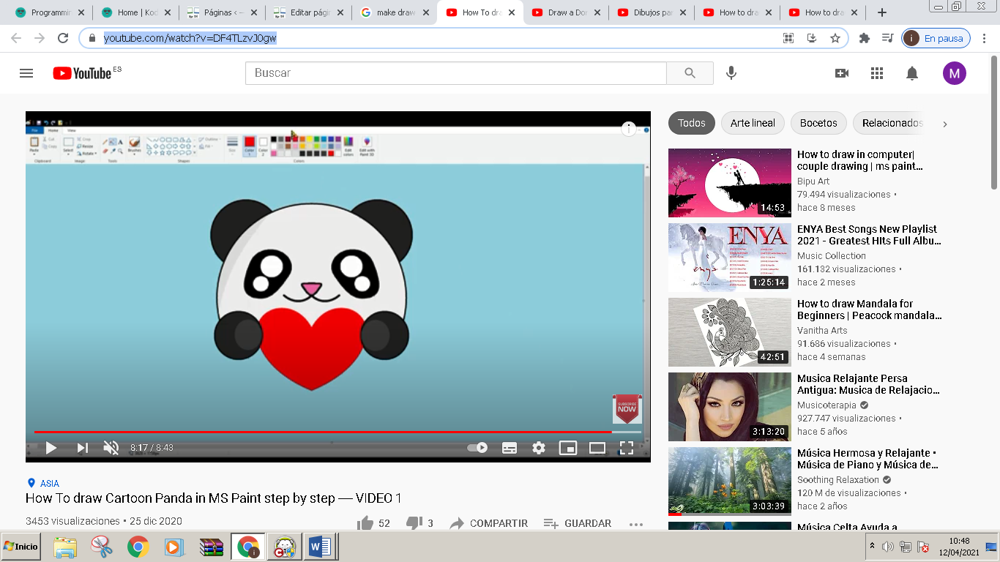 Programmin
Home | Kod
Páginas ‹ –
Editar págin
make draw
How To dra
Draw a Dor
Dibujos par
How to dra
How to dra
youtube.com/watch?v=DF4TLzvJ0gw
i
En pausa
YouTube ES
Buscar
M
File Home View
Paste
Cut
Copy
Select
Crop
Resize
Rotate
Brushes
Outline
Fill
Size
Color 1
Color 2
Edit colors
Edit with Paint 3D
Clipboard
Image
Tools
Shapes
Colors
SUBSCRIBE
NOW
8:17 / 8:43
ASIA
How To draw Cartoon Panda in MS Paint step by step — VIDEO 1
3453 visualizaciones • 25 dic 2020
52
3
COMPARTIR
GUARDAR
Todos
Arte lineal
Bocetos
Relacionados
14:53
How to draw in computer|
couple drawing | ms paint...
Bipu Art
79.494 visualizaciones •
hace 8 meses
ENYA
enya
1:25:14
ENYA Best Songs New Playlist
2021 - Greatest HIts Full Albu...
Music Collection
161.132 visualizaciones •
hace 2 meses
42:51
How to draw Mandala for
Beginners | Peacock mandala...
Vanitha Arts
91.686 visualizaciones •
hace 4 semanas
3:13:20
Musica Relajante Persa
Antigua: Musica de Relajacio...
Musicoterapia
927.747 visualizaciones •
hace 5 años
3:03:39
Música Hermosa y Relajante •
Música de Piano y Música de...
Soothing Relaxation
120 M de visualizaciones •
hace 2 años
Música Celta Ayuda a
Inicio
10:48
12/04/2021